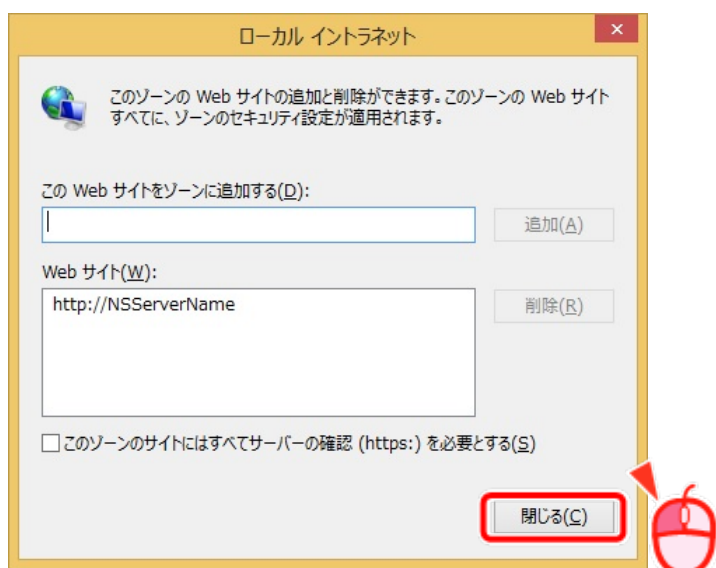 ローカル イントラネット
このゾーンの Web サイトの追加と削除ができます。このゾーンの Web サイト
すべてに、ゾーンのセキュリティ設定が適用されます。
この Web サイトをゾーンに追加する(D):
追加(A)
Web サイト(W):
http://NSServerName
削除(R)
このゾーンのサイトにはすべてサーバーの確認 (https:) を必要とする(S)
閉じる(C)